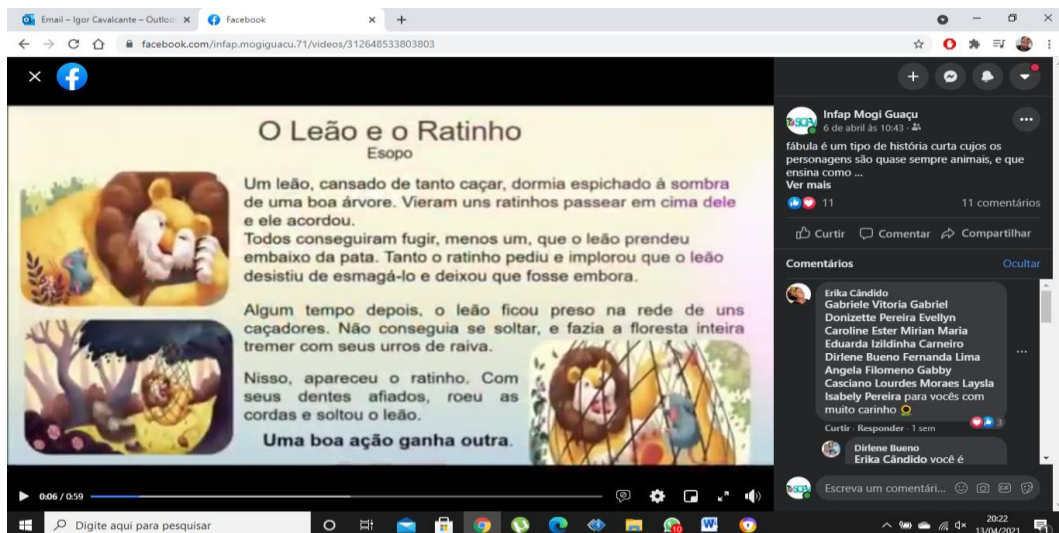 Email – Igor Cavalcante – Outloo
Facebook
facebook.com/infap.mogiguacu.71/videos/312648533803803
O Leão e o Ratinho
Esopo
Um leão, cansado de tanto caçar, dormia espichado à sombra
de uma boa árvore. Vieram uns ratinhos passear em cima dele
e ele acordou.
Todos conseguiram fugir, menos um, que o leão prendeu
embaixo da pata. Tanto o ratinho pediu e implorou que o leão
desistiu de esmagá-lo e deixou que fosse embora.
Algum tempo depois, o leão ficou preso na rede de uns
caçadores. Não conseguia se soltar, e fazia a floresta inteira
tremer com seus urros de raiva.
Nisso, apareceu o ratinho. Com
seus dentes afiados, roeu as
cordas e soltou o leão.
Uma boa ação ganha outra.
0:06 / 0:59
Infap Mogi Guaçu
6 de abril às 10:43 ·
fábula é um tipo de história curta cujos os
personagens são quase sempre animais, e que
ensina como ...
Ver mais
11
11 comentários
Curtir Comentar Compartilhar
Comentários
Ocultar
Erika Cândido
Gabriele Vitoria Gabriel
Donizette Pereira Evellyn
Caroline Ester Mirian Maria
Eduarda Izildinha Carneiro
Dirlene Bueno Fernanda Lima
Angela Filomeno Gabby
Casciano Lourdes Moraes Laysla
Isabely Pereira para vocês com
muito carinho
3
Curtir · Responder · 1 sem
Dirlene Bueno
Erika Cândido você é
Escreva um comentári...
Digite aqui para pesquisar
10
20:22
13/04/2021